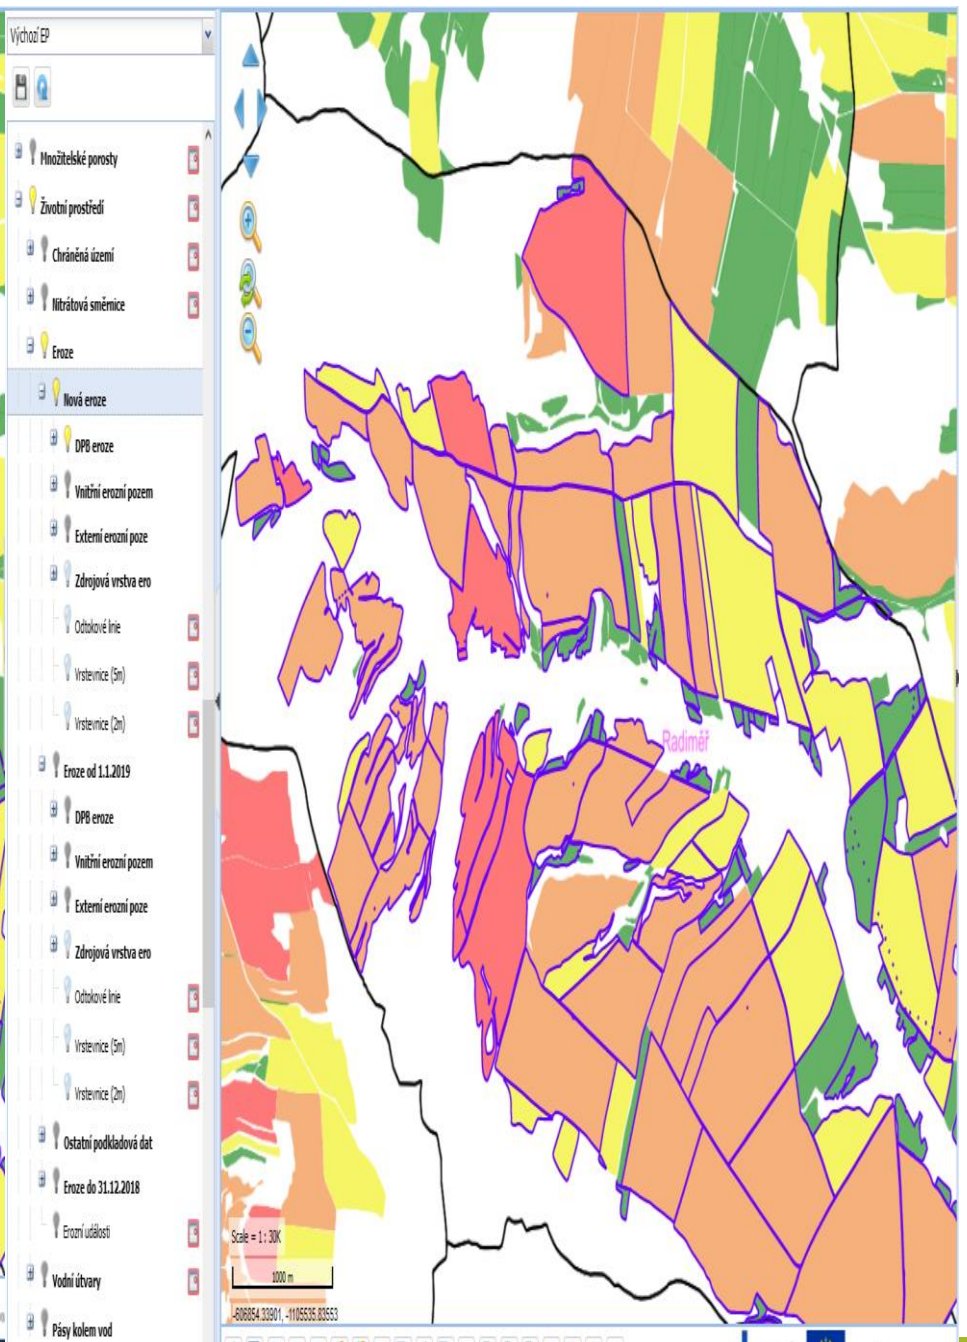 Výchozí EP
Množitelské porosty
Životní prostředí
Chráněná území
Nitrátová směrnice
Eroze
Nová eroze
DPB eroze
Vnitřní erozní pozem
Externí erozní poze
Zdrojová vrstva ero
Odtokové linie
Vrstevnice (5m)
Vrstevnice (2m)
Eroze od 1.1.2019
DPB eroze
Vnitřní erozní pozem
Externí erozní poze
Zdrojová vrstva ero
Odtokové linie
Vrstevnice (5m)
Vrstevnice (2m)
Ostatní podkladová dat
Eroze do 31.12.2018
Erozní události
Vodní útvary
Pásy kolem vod
Radiměř
Scale = 1 : 30K
1000 m
-606854.33901, -1105535.83553